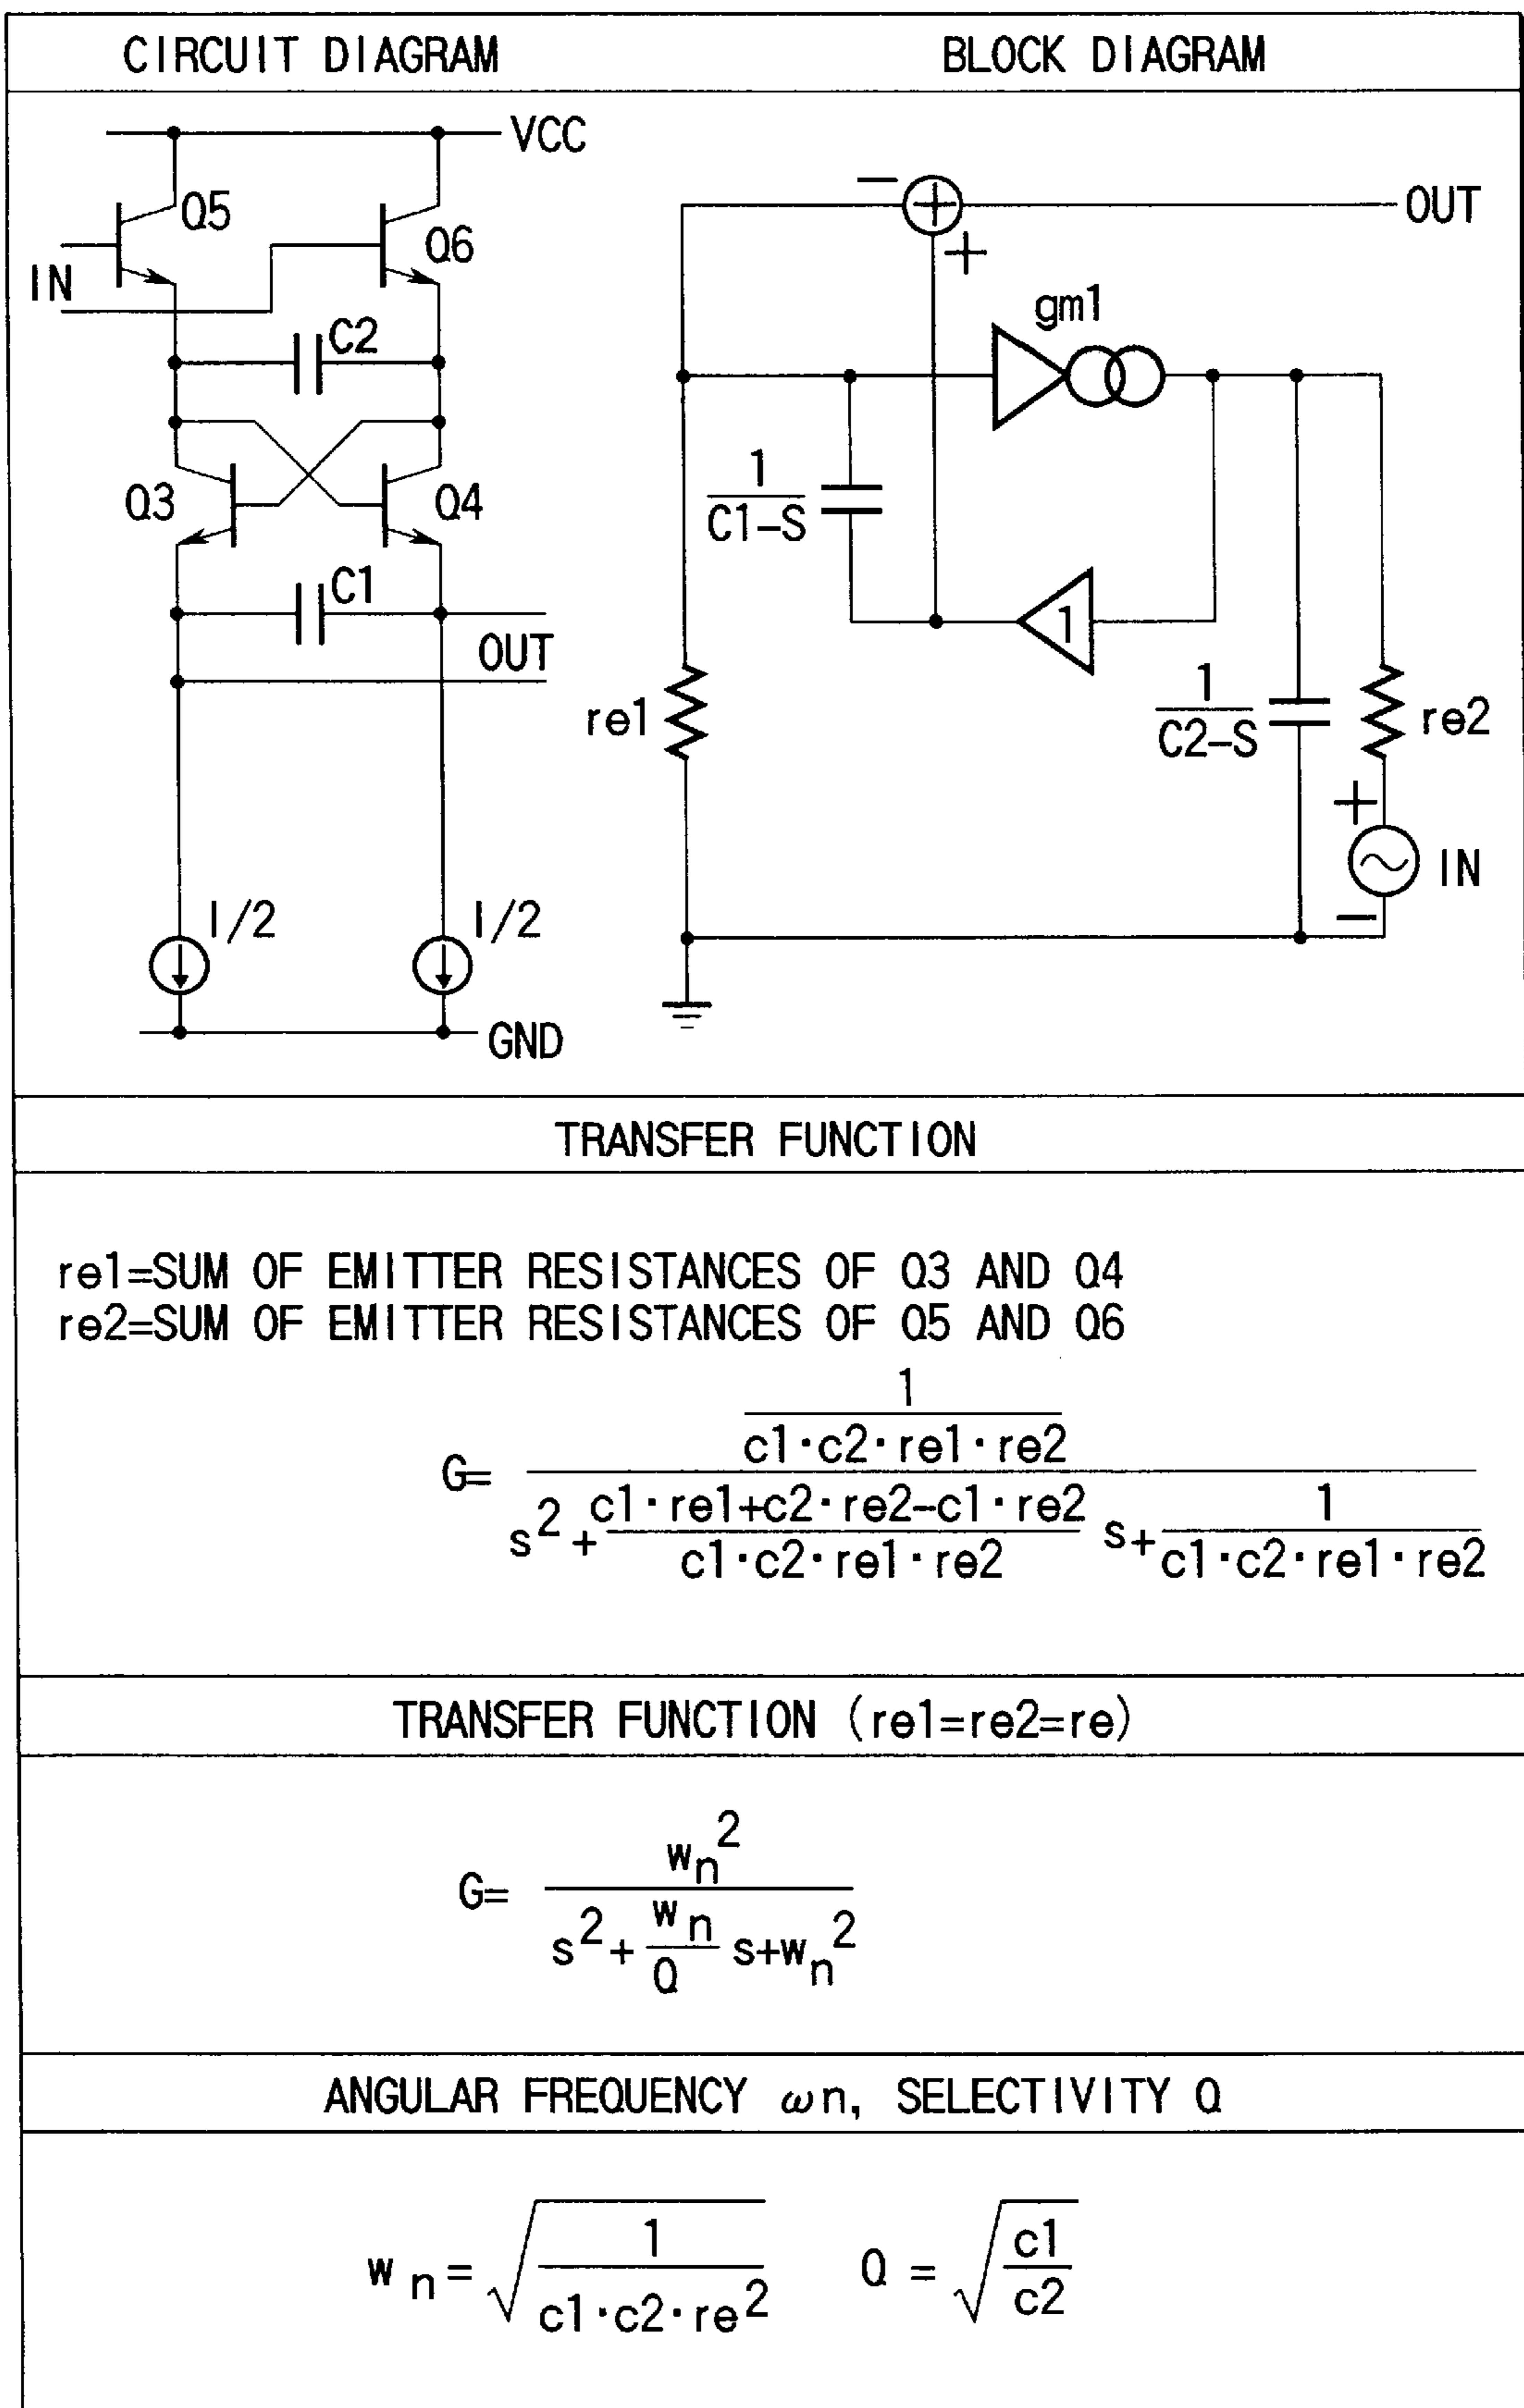 CIRCUIT DIAGRAM
BLOCK DIAGRAM
VCC
Q5
Q6
IN
C2
Q3
Q4
C1
OUT
I/2
I/2
GND
−
+
OUT
+
gm1
1
C1-S
1
re1
1
C2-S
re2
+
IN
−
TRANSFER FUNCTION
re1=SUM OF EMITTER RESISTANCES OF Q3 AND Q4
re2=SUM OF EMITTER RESISTANCES OF Q5 AND Q6
1
c1·c2·re1·re2
G=
s²+ c1·re1+c2·re2-c1·re2 s+ 1
c1·c2·re1·re2 c1·c2·re1·re2
TRANSFER FUNCTION (re1=re2=re)
wn²
G=
s²+ wn s+wn²
Q
ANGULAR FREQUENCY ωn, SELECTIVITY Q
wn = √ 1 Q = √ c1
c1·c2·re² c2